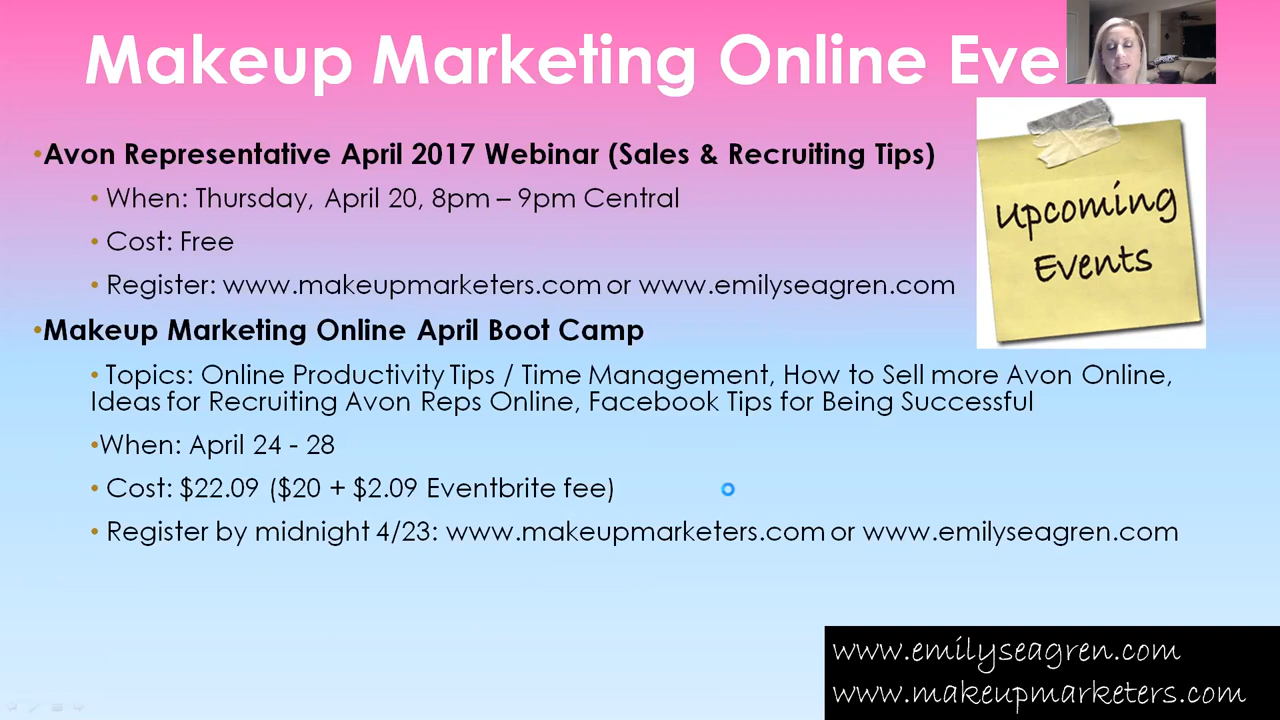 Makeup Marketing Online Eve
•Avon Representative April 2017 Webinar (Sales & Recruiting Tips)
• When: Thursday, April 20, 8pm – 9pm Central
• Cost: Free
• Register: www.makeupmarketers.com or www.emilyseagren.com
Upcoming
Events
•Makeup Marketing Online April Boot Camp
• Topics: Online Productivity Tips / Time Management, How to Sell more Avon Online,
Ideas for Recruiting Avon Reps Online, Facebook Tips for Being Successful
•When: April 24 - 28
• Cost: $22.09 ($20 + $2.09 Eventbrite fee)
• Register by midnight 4/23: www.makeupmarketers.com or www.emilyseagren.com
www.emilyseagren.com
www.makeupmarketers.com